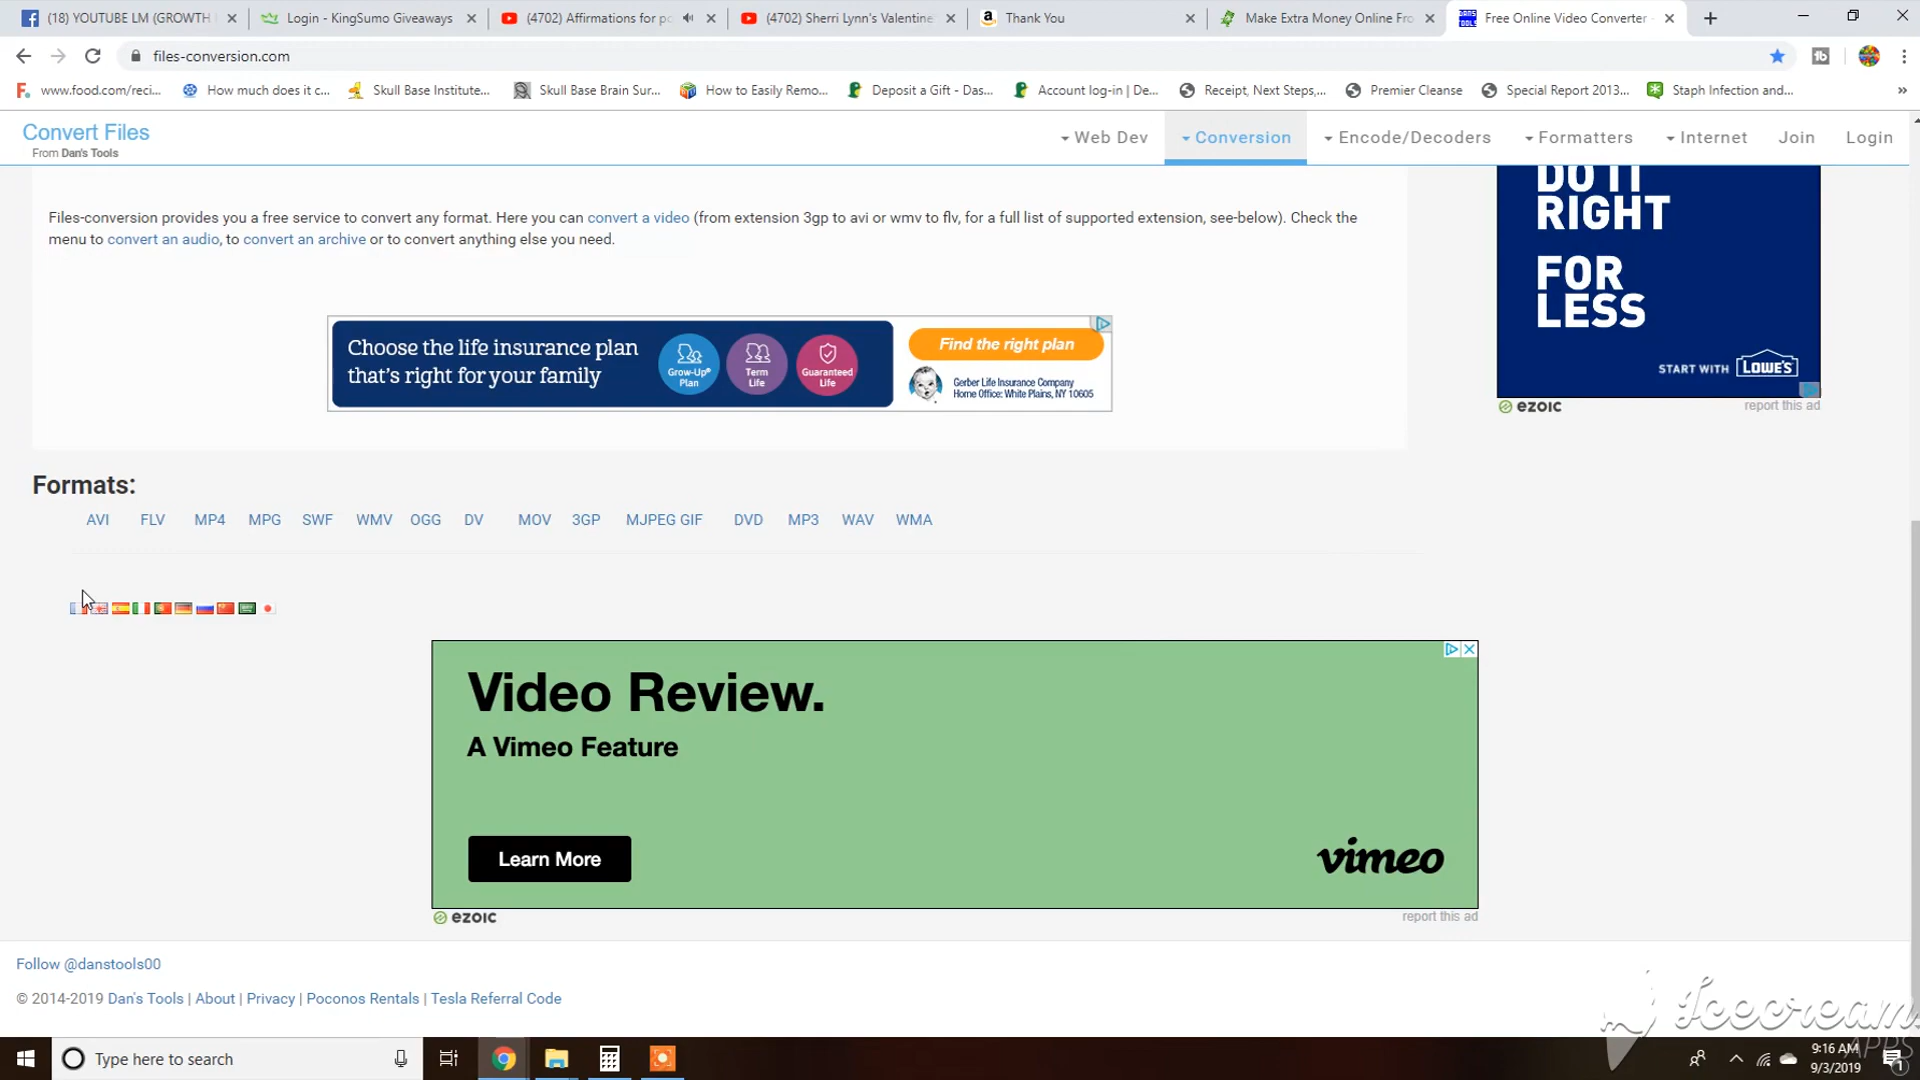 (18) YOUTUBE LM (GROWTH
Login - KingSumo Giveaways
(4702) Affirmations for po
(4702) Sherri Lynn's Valentine
Thank You
Make Extra Money Online Fro
Free Online Video Converter -
files-conversion.com
www.food.com/reci...
How much does it c...
Skull Base Institute...
Skull Base Brain Sur...
How to Easily Remo...
Deposit a Gift - Das...
Account log-in | De...
Receipt, Next Steps,...
Premier Cleanse
Special Report 2013...
Staph Infection and...
Convert Files
From Dan's Tools
Web Dev
Conversion
Encode/Decoders
Formatters
Internet
Join
Login
Files-conversion provides you a free service to convert any format. Here you can convert a video (from extension 3gp to avi or wmv to flv, for a full list of supported extension, see-below). Check the
menu to convert an audio, to convert an archive or to convert anything else you need.
DO IT
RIGHT
FOR
LESS
START WITH LOWE'S
ezoic
report this ad
Choose the life insurance plan
that's right for your family
Grow-Up® Plan
Term Life
Guaranteed Life
Find the right plan
Gerber Life Insurance Company
Home Office: White Plains, NY 10605
Formats:
AVI FLV MP4 MPG SWF WMV OGG DV MOV 3GP MJPEG GIF DVD MP3 WAV WMA
Video Review.
A Vimeo Feature
Learn More
vimeo
ezoic
report this ad
Follow @danstools00
© 2014-2019 Dan's Tools | About | Privacy | Poconos Rentals | Tesla Referral Code
Icecream
APPS
Type here to search
9:16 AM
9/3/2019
1